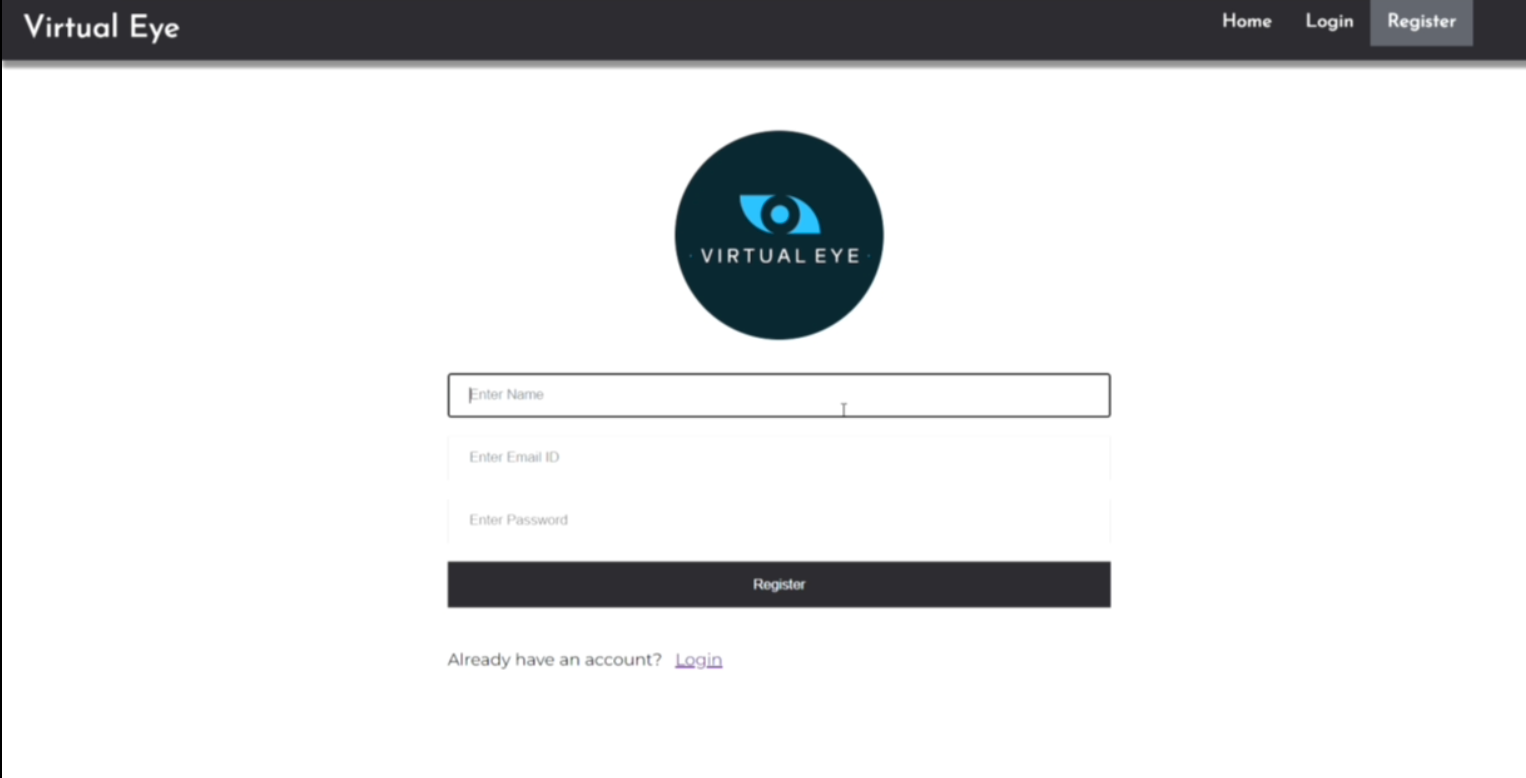 Virtual Eye
Home Login Register
VIRTUAL EYE
Enter Name
Enter Email ID
Enter Password
Register
Already have an account? Login